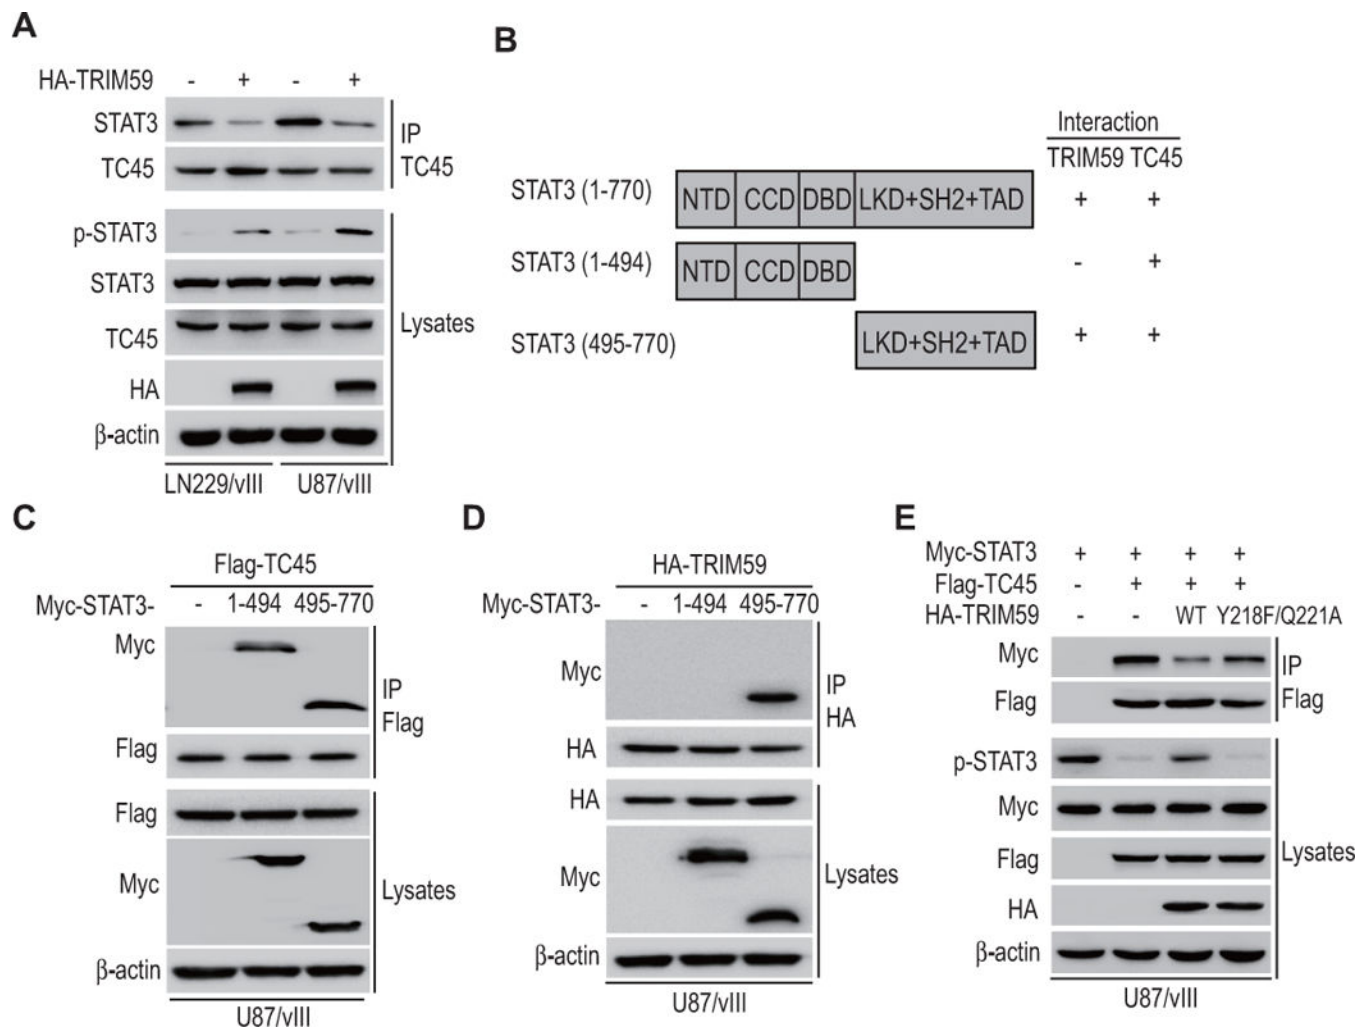 A
HA-TRIM59 - + - +
STAT3
TC45
IP
TC45
p-STAT3
STAT3
TC45
HA
β-actin
Lysates
LN229/vIII U87/vIII
B
Interaction
TRIM59 TC45
STAT3 (1-770) NTD CCD DBD LKD+SH2+TAD + +
STAT3 (1-494) NTD CCD DBD - +
STAT3 (495-770) LKD+SH2+TAD + +
C
Flag-TC45
Myc-STAT3- - 1-494 495-770
Myc
Flag
IP
Flag
Flag
Myc
β-actin
Lysates
U87/vIII
D
HA-TRIM59
Myc-STAT3- - 1-494 495-770
Myc
HA
IP
HA
HA
Myc
β-actin
Lysates
U87/vIII
E
Myc-STAT3 + + + +
Flag-TC45 - + + +
HA-TRIM59 - - WT Y218F/Q221A
Myc
Flag
IP
Flag
p-STAT3
Myc
Flag
HA
β-actin
Lysates
U87/vIII